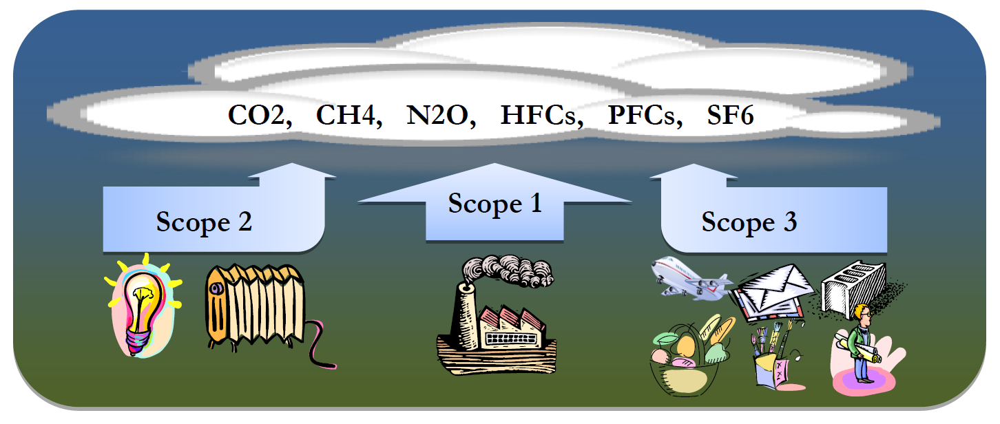 CO2, CH4, N2O, HFCs, PFCs, SF6
Scope 2
Scope 1
Scope 3